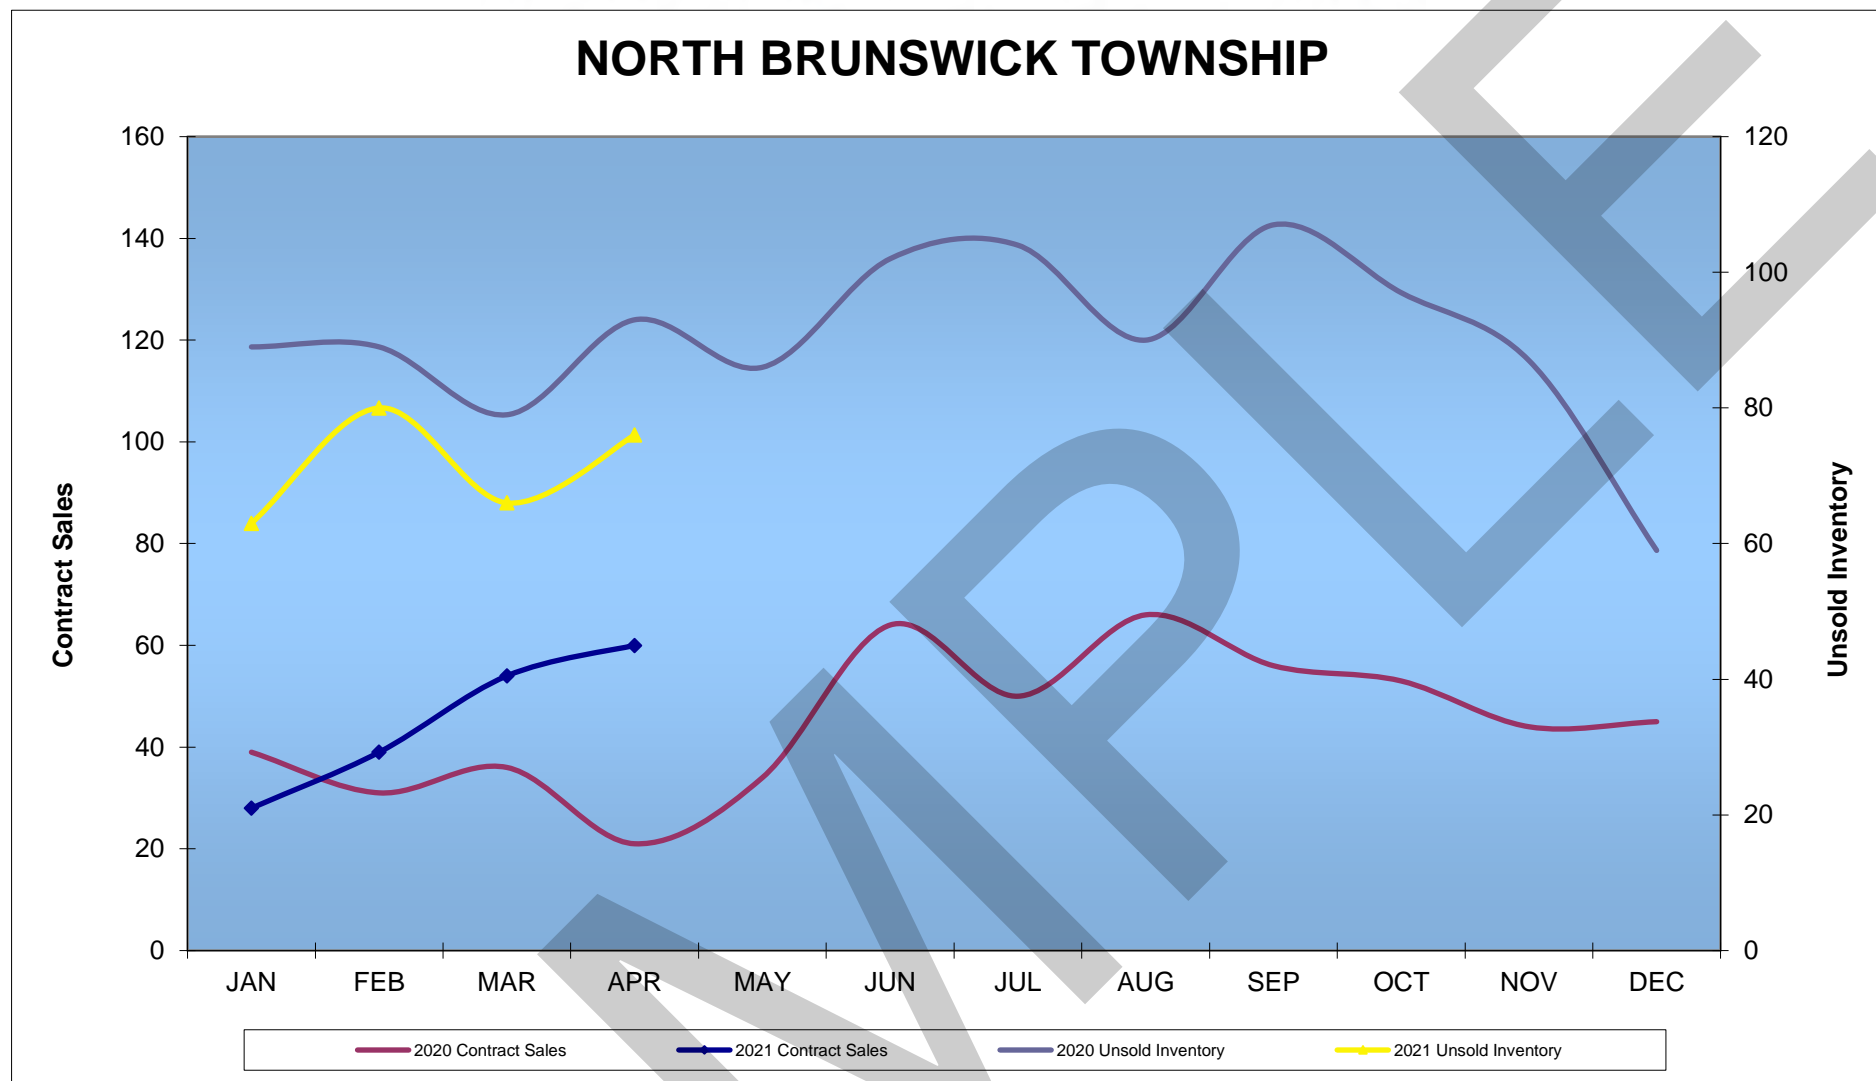 NORTH BRUNSWICK TOWNSHIP
160
140
120
100
80
60
40
20
0
Contract Sales
120
100
80
60
40
20
0
Unsold Inventory
JAN FEB MAR APR MAY JUN JUL AUG SEP OCT NOV DEC
2020 Contract Sales 2021 Contract Sales 2020 Unsold Inventory 2021 Unsold Inventory
MPLE